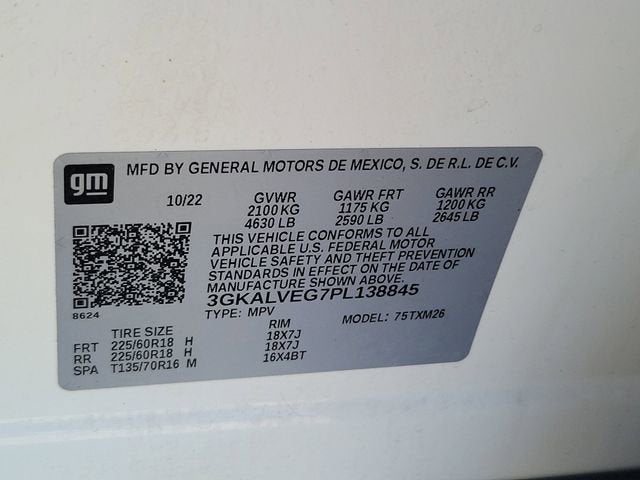 gm MFD BY GENERAL MOTORS DE MEXICO, S. DE R.L. DE C.V.
10/22 GVWR GAWR FRT GAWR RR
2100 KG 1175 KG 1200 KG
4630 LB 2590 LB 2645 LB
THIS VEHICLE CONFORMS TO ALL
APPLICABLE U.S. FEDERAL MOTOR
VEHICLE SAFETY AND THEFT PREVENTION
STANDARDS IN EFFECT ON THE DATE OF
MANUFACTURE SHOWN ABOVE.
3GKALVEG7PL138845
8624 TYPE: MPV MODEL: 75TXM26
TIRE SIZE RIM
FRT 225/60R18 H 18X7J
RR 225/60R18 H 18X7J
SPA T135/70R16 M 16X4BT